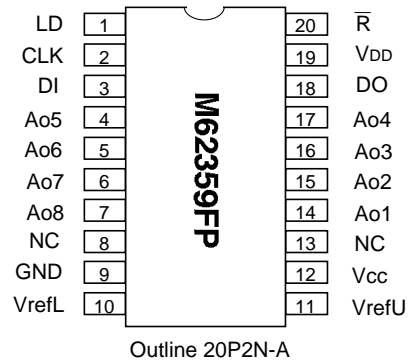 LD 1 20 R̅
CLK 2 19 VDD
DI 3 18 DO
Ao5 4 17 Ao4
Ao6 5 16 Ao3
Ao7 6 15 Ao2
Ao8 7 14 Ao1
NC 8 13 NC
GND 9 12 Vcc
VrefL 10 11 VrefU
M62359FP
Outline 20P2N-A